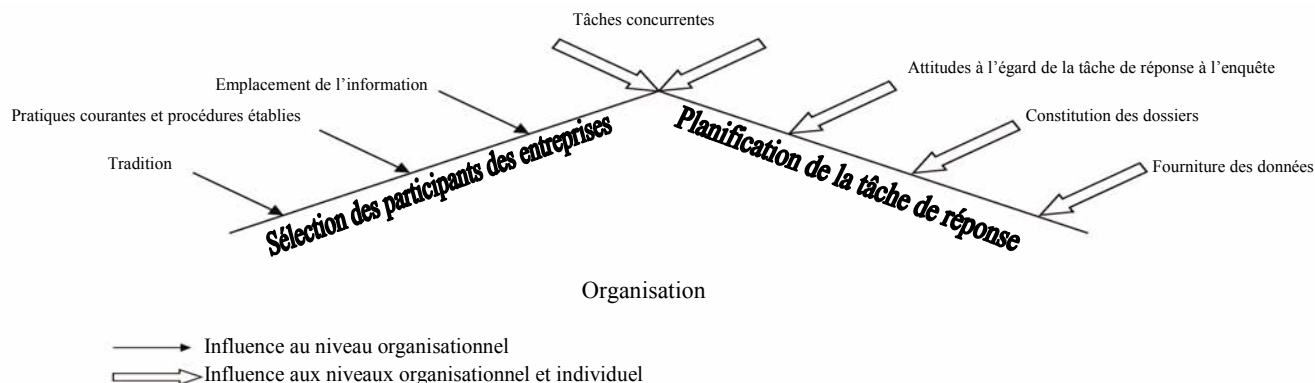 Tâches concurrentes
Emplacement de l'information
Attitudes à l'égard de la tâche de réponse à l'enquête
Pratiques courantes et procédures établies
Constitution des dossiers
Tradition
Fourniture des données
Sélection des participants des entreprises
Planification de la tâche de réponse
Organisation
Influence au niveau organisationnel
Influence aux niveaux organisationnel et individuel